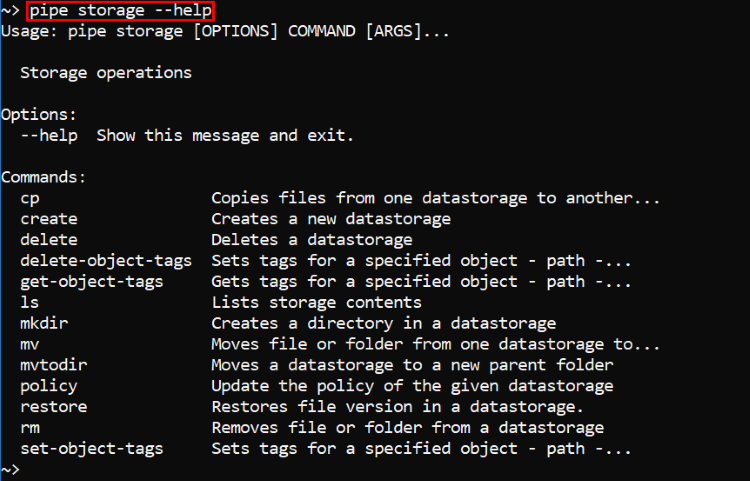 ~> pipe storage --help
Usage: pipe storage [OPTIONS] COMMAND [ARGS]...
Storage operations
Options:
--help  Show this message and exit.
Commands:
cp                  Copies files from one datastorage to another...
create              Creates a new datastorage
delete              Deletes a datastorage
delete-object-tags  Sets tags for a specified object - path -...
get-object-tags     Gets tags for a specified object - path -...
ls                  Lists storage contents
mkdir               Creates a directory in a datastorage
mv                  Moves file or folder from one datastorage to...
mvtodir             Moves a datastorage to a new parent folder
policy              Update the policy of the given datastorage
restore             Restores file version in a datastorage.
rm                  Removes file or folder from a datastorage
set-object-tags     Sets tags for a specified object - path -...
~>